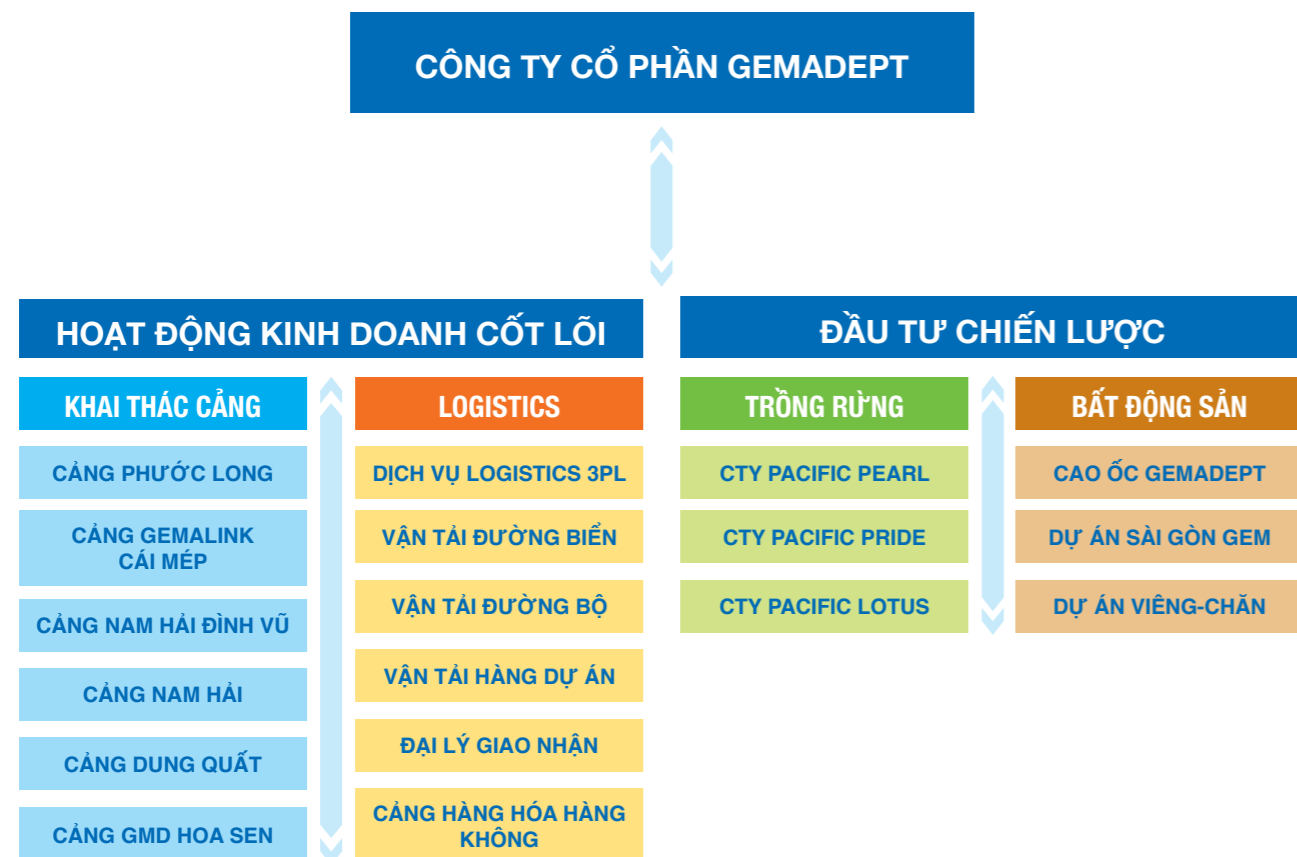 CÔNG TY CỔ PHẦN GEMADEPT
HOẠT ĐỘNG KINH DOANH CỐT LÕI
KHAI THÁC CẢNG
CẢNG PHƯỚC LONG
CẢNG GEMALINK
CÁI MÉP
CẢNG NAM HẢI ĐÌNH VŨ
CẢNG NAM HẢI
CẢNG DUNG QUẤT
CẢNG GMD HOA SEN
LOGISTICS
DỊCH VỤ LOGISTICS 3PL
VẬN TẢI ĐƯỜNG BIỂN
VẬN TẢI ĐƯỜNG BỘ
VẬN TẢI HÀNG DỰ ÁN
ĐẠI LÝ GIAO NHẬN
CẢNG HÀNG HÓA HÀNG
KHÔNG
ĐẦU TƯ CHIẾN LƯỢC
TRỒNG RỪNG
CTY PACIFIC PEARL
CTY PACIFIC PRIDE
CTY PACIFIC LOTUS
BẤT ĐỘNG SẢN
CAO ỐC GEMADEPT
DỰ ÁN SÀI GÒN GEM
DỰ ÁN VIÊNG-CHĂN